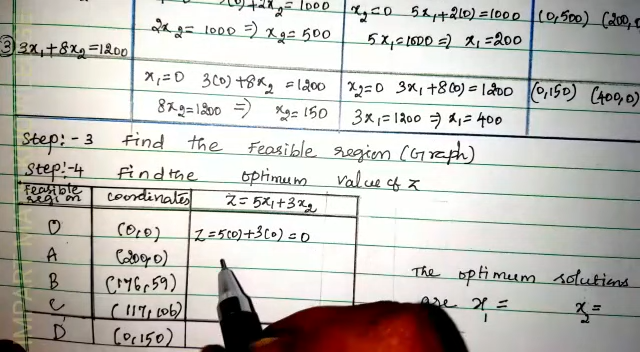 2x₂ = 1000 x₂=0 5x₁+2(0)=1000 (0,500)
2x₂ = 1000 ⇒ x₂=500 5x₁=1000 ⇒ x₁=200
③ 3x₁+8x₂=1200
x₁=0 3(0)+8x₂ =1200 x₂=0 3x₁+8(0)=1200 (0,150) (400,0)
8x₂=1200 ⇒ x₂=150 3x₁=1200 ⇒ x₁=400
Step:-3 Find the Feasible region (Graph)
Step:-4 Find the optimum value of z
Feasible region coordinates Z=5x₁+3x₂
O (0,0) Z=5(0)+3(0)=0
A (200,0)
B (176,59) The optimum solutions
C (117,106) are x₁= x₂=
D (0,150)